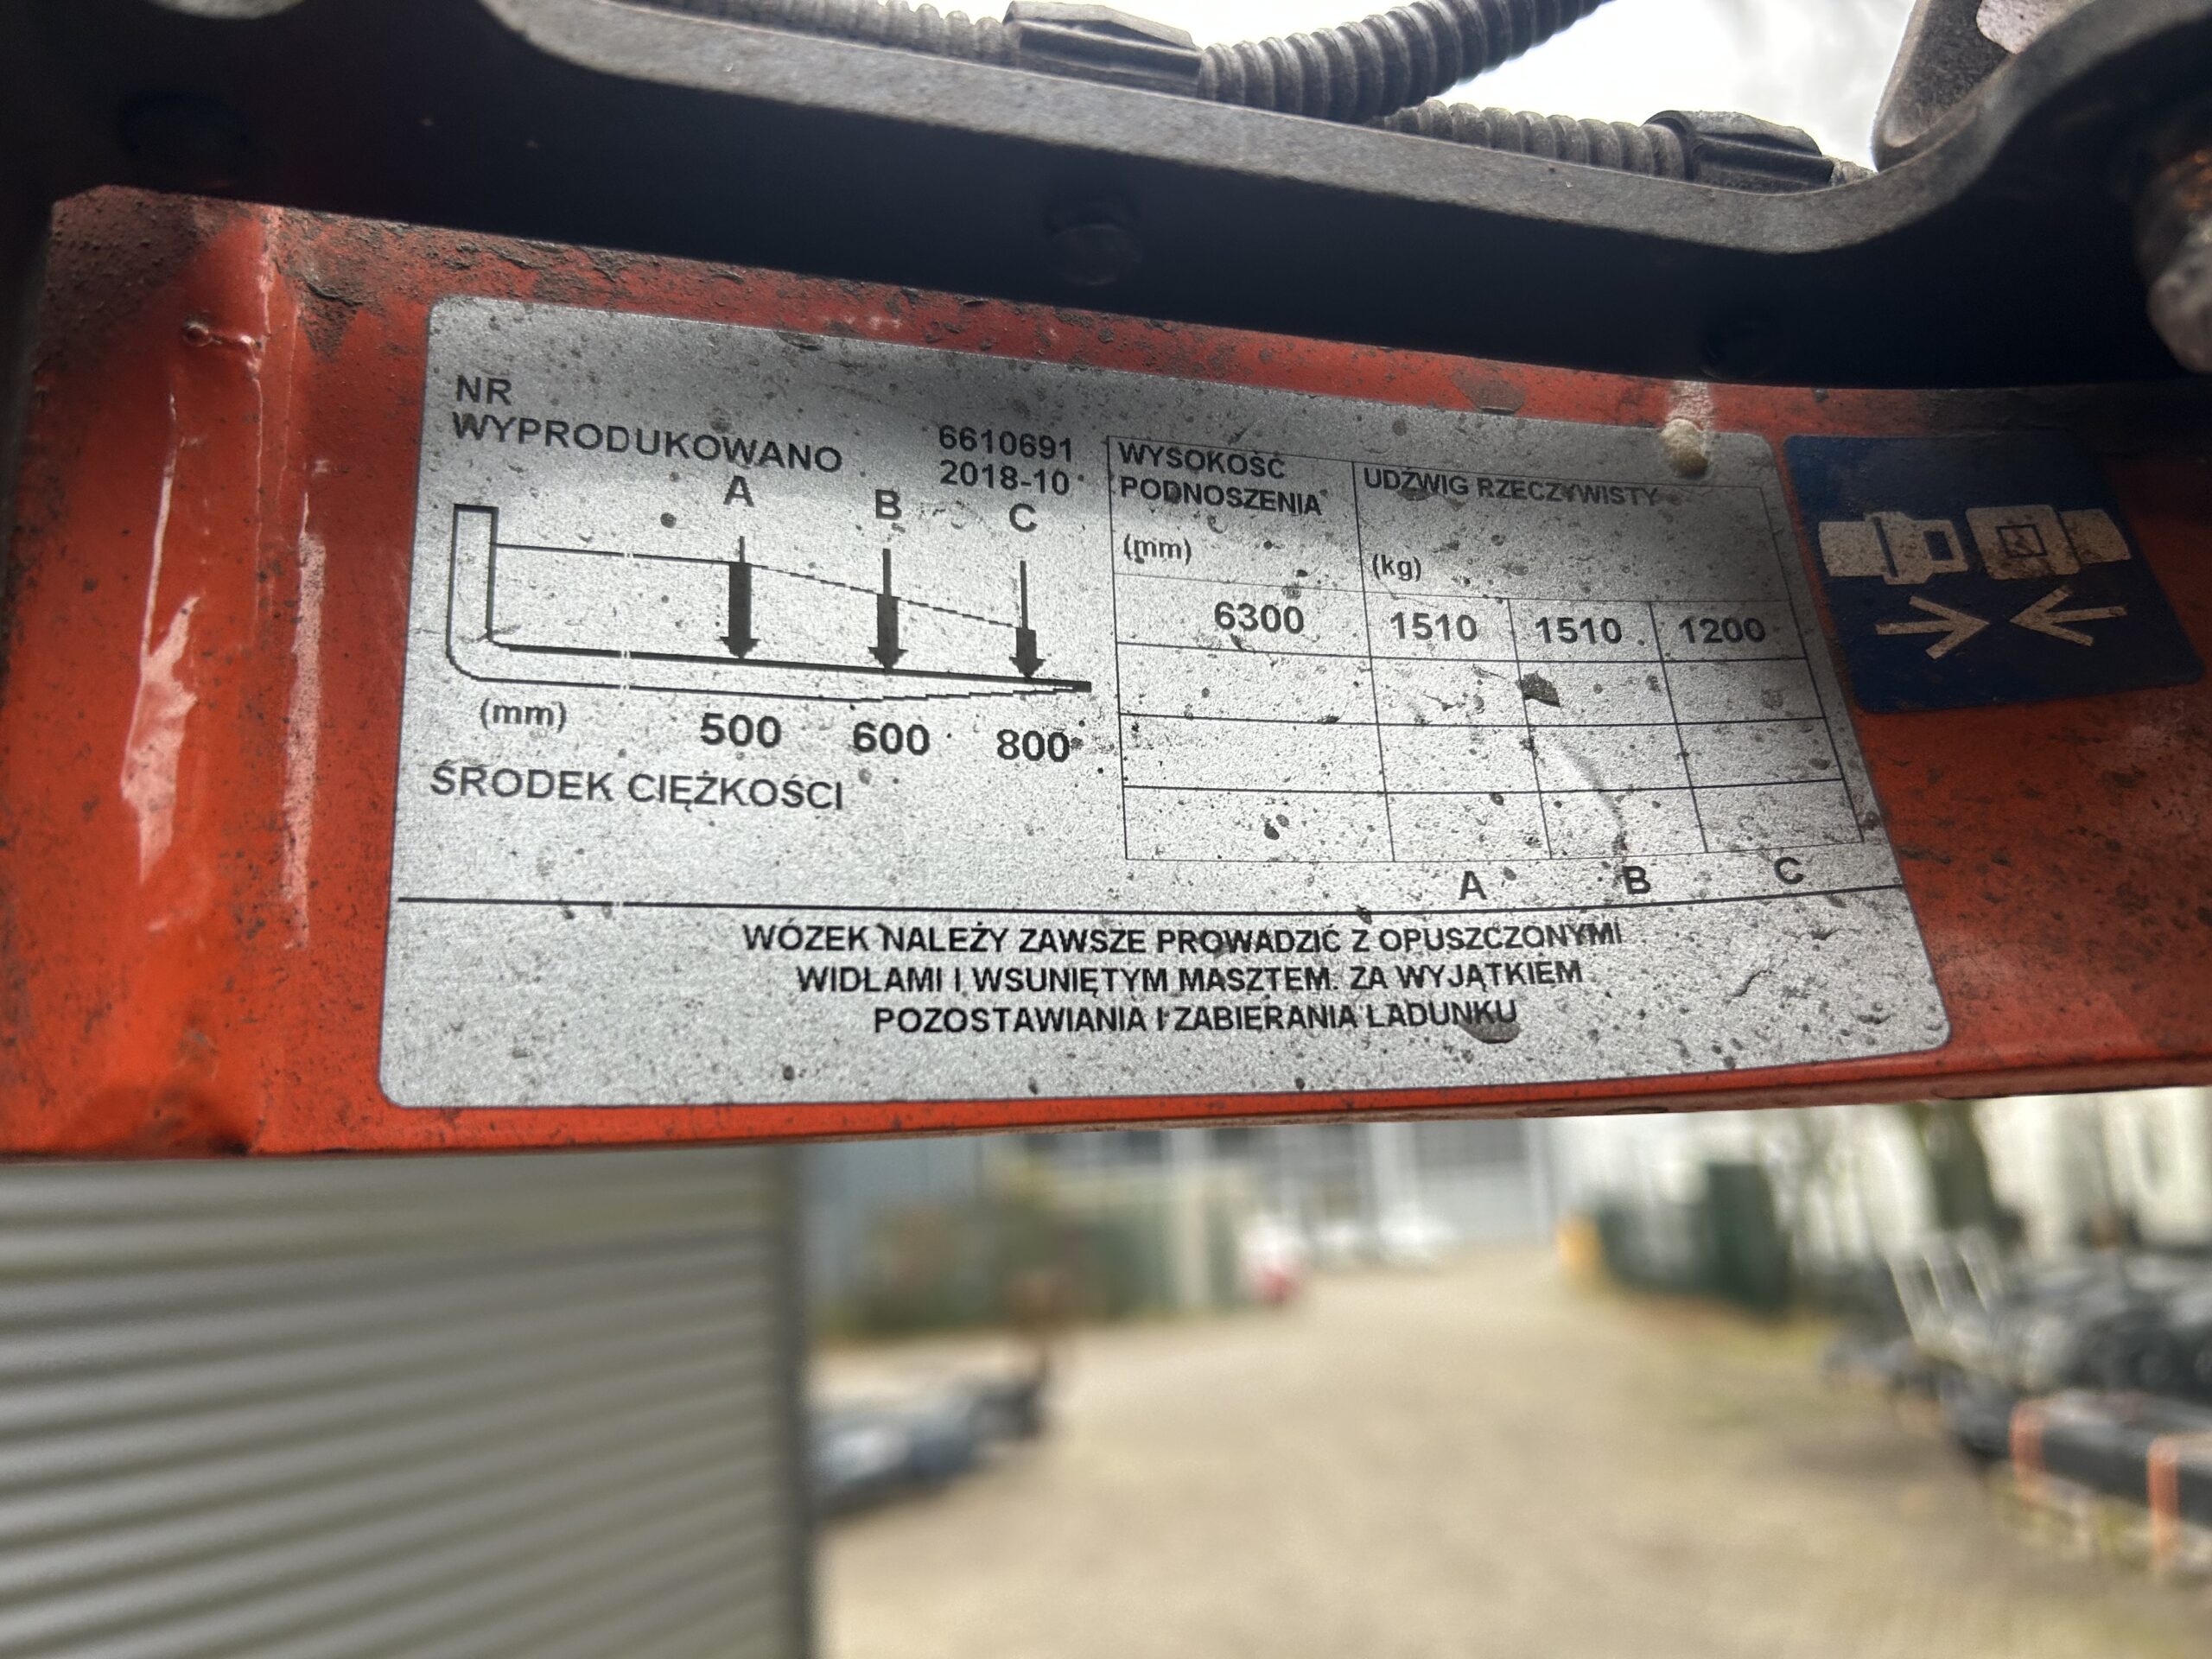 NR 6610691
WYPRODUKOWANO 2018-10
A B C
(mm) 500 600 800
ŚRODEK CIĘŻKOŚCI
WYSOKOŚĆ
PODNOSZENIA
(mm)
UDŹWIG RZECZYWISTY
(kg)
6300 1510 1510 1200
A B C
WÓZEK NALEŻY ZAWSZE PROWADZIĆ Z OPUSZCZONYMI
WIDŁAMI I WSUNIĘTYM MASZTEM. ZA WYJĄTKIEM
POZOSTAWIANIA I ZABIERANIA ŁADUNKU